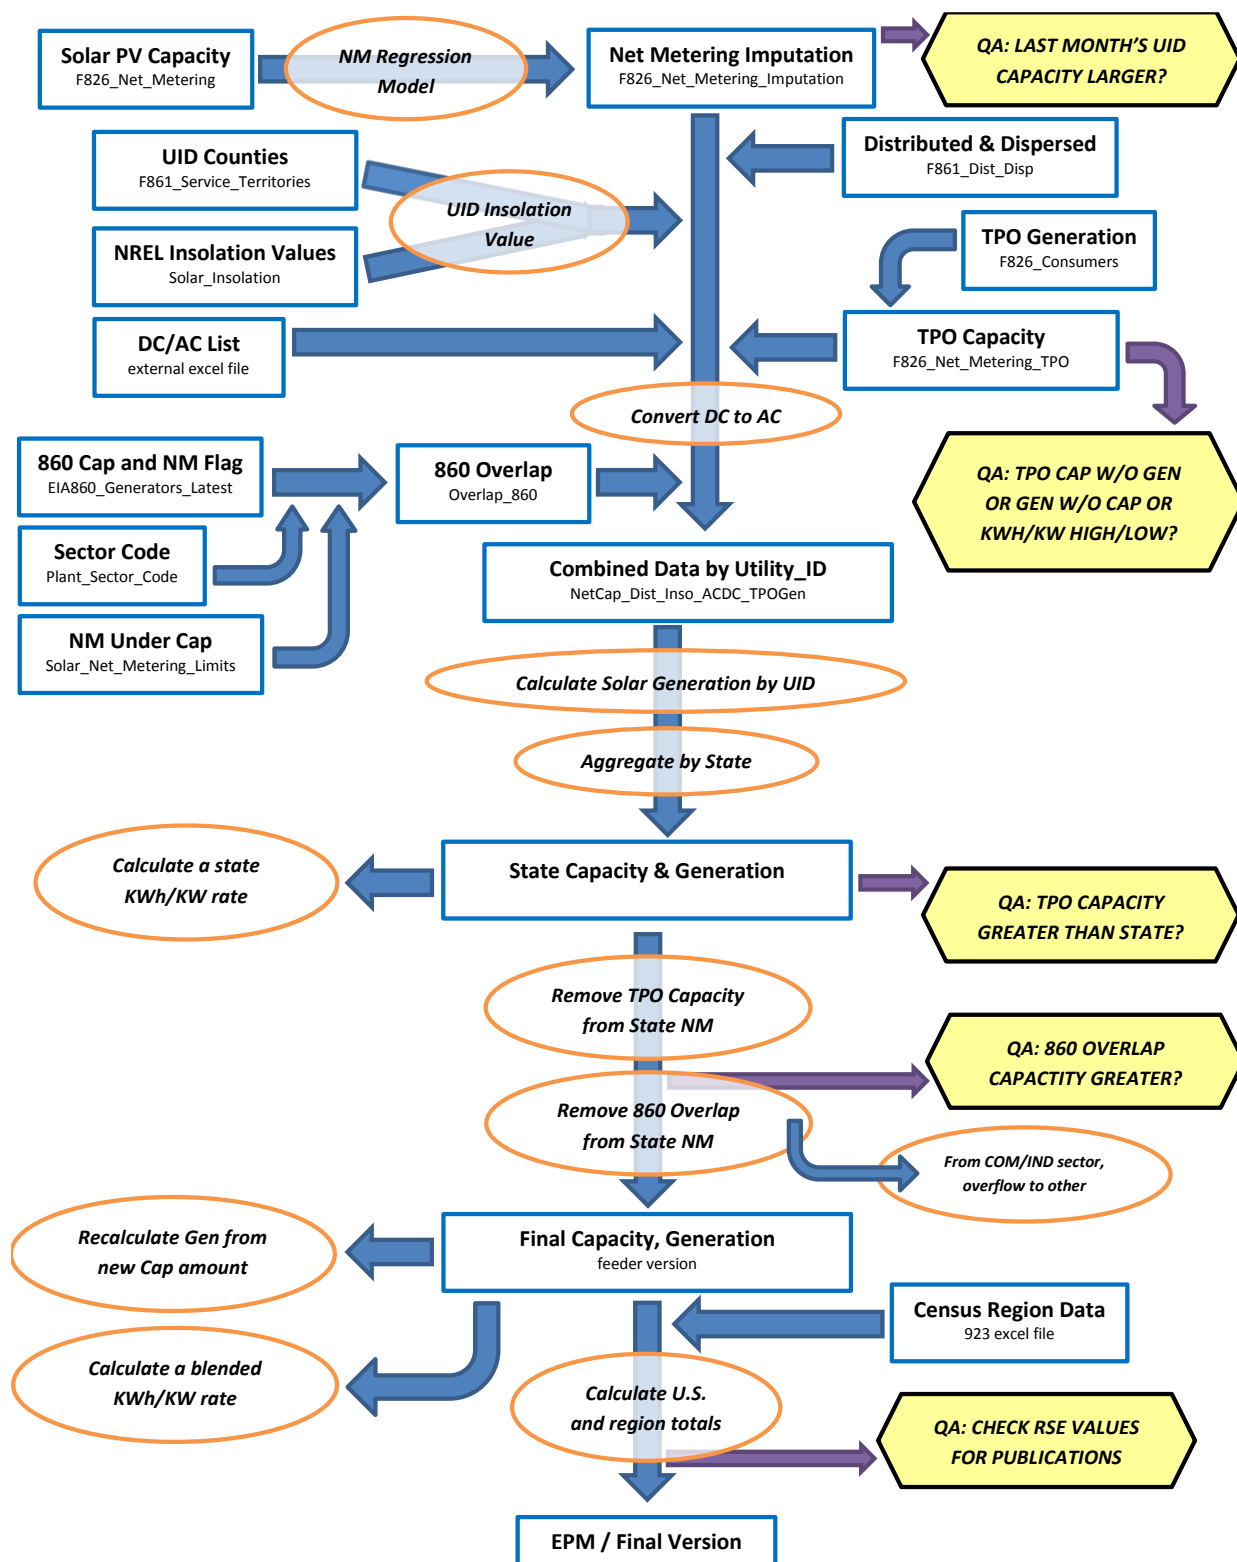 Solar PV Capacity
F826_Net_Metering
NM Regression
Model
Net Metering Imputation
F826_Net_Metering_Imputation
QA: LAST MONTH'S UID
CAPACITY LARGER?
UID Counties
F861_Service_Territories
Distributed & Dispersed
F861_Dist_Disp
UID Insolation
Value
NREL Insolation Values
Solar_Insolation
TPO Generation
F826_Consumers
DC/AC List
external excel file
TPO Capacity
F826_Net_Metering_TPO
Convert DC to AC
860 Cap and NM Flag
EIA860_Generators_Latest
860 Overlap
Overlap_860
QA: TPO CAP W/O GEN
OR GEN W/O CAP OR
KWH/KW HIGH/LOW?
Sector Code
Plant_Sector_Code
Combined Data by Utility_ID
NetCap_Dist_Inso_ACDC_TPOGen
NM Under Cap
Solar_Net_Metering_Limits
Calculate Solar Generation by UID
Aggregate by State
Calculate a state
KWh/KW rate
State Capacity & Generation
QA: TPO CAPACITY
GREATER THAN STATE?
Remove TPO Capacity
from State NM
QA: 860 OVERLAP
CAPACTITY GREATER?
Remove 860 Overlap
from State NM
From COM/IND sector,
overflow to other
Recalculate Gen from
new Cap amount
Final Capacity, Generation
feeder version
Census Region Data
923 excel file
Calculate a blended
KWh/KW rate
Calculate U.S.
and region totals
QA: CHECK RSE VALUES
FOR PUBLICATIONS
EPM / Final Version